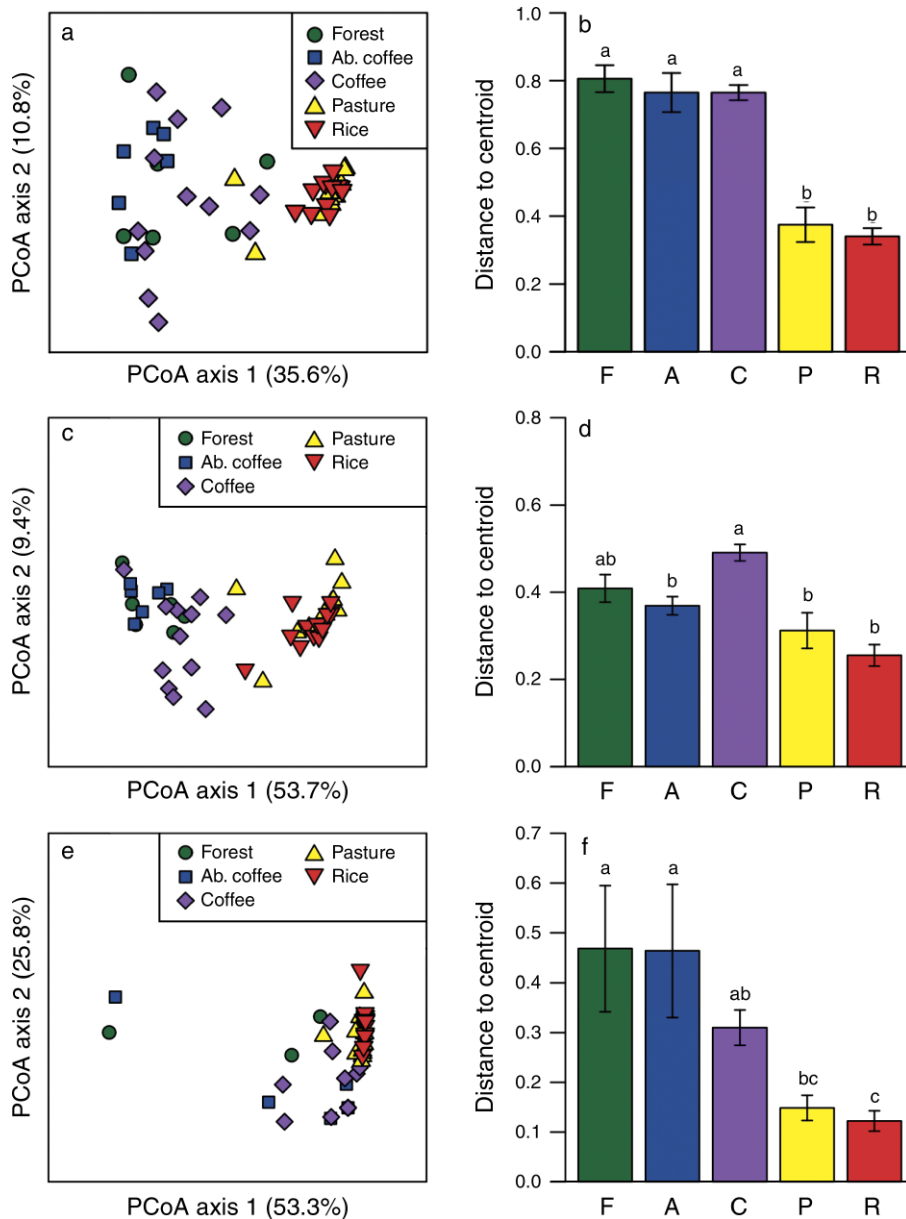 a
Forest
Ab. coffee
Coffee
Pasture
Rice
PCoA axis 2 (10.8%)
PCoA axis 1 (35.6%)
b
1.0
0.8
0.6
0.4
0.2
0.0
Distance to centroid
a a a b b
F A C P R
c
Forest Pasture
Ab. coffee Rice
Coffee
PCoA axis 2 (9.4%)
PCoA axis 1 (53.7%)
d
0.8
0.6
0.4
0.2
0.0
Distance to centroid
ab b a b b
F A C P R
e
Forest Pasture
Ab. coffee Rice
Coffee
PCoA axis 2 (25.8%)
PCoA axis 1 (53.3%)
f
0.7
0.6
0.5
0.4
0.3
0.2
0.1
0.0
Distance to centroid
a a ab bc c
F A C P R